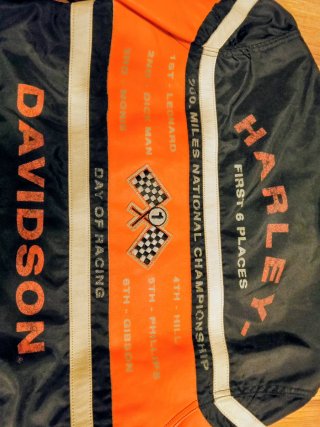 HARLEY-
FIRST 6 PLACES
200 MILES NATIONAL CHAMPIONSHIP
1ST - LEONARD 4TH - HILL
2ND - DICK MAN 5TH - PHILLIPS
3RD - 6TH - GIBSON
1
DAY OF RACING
DAVIDSON